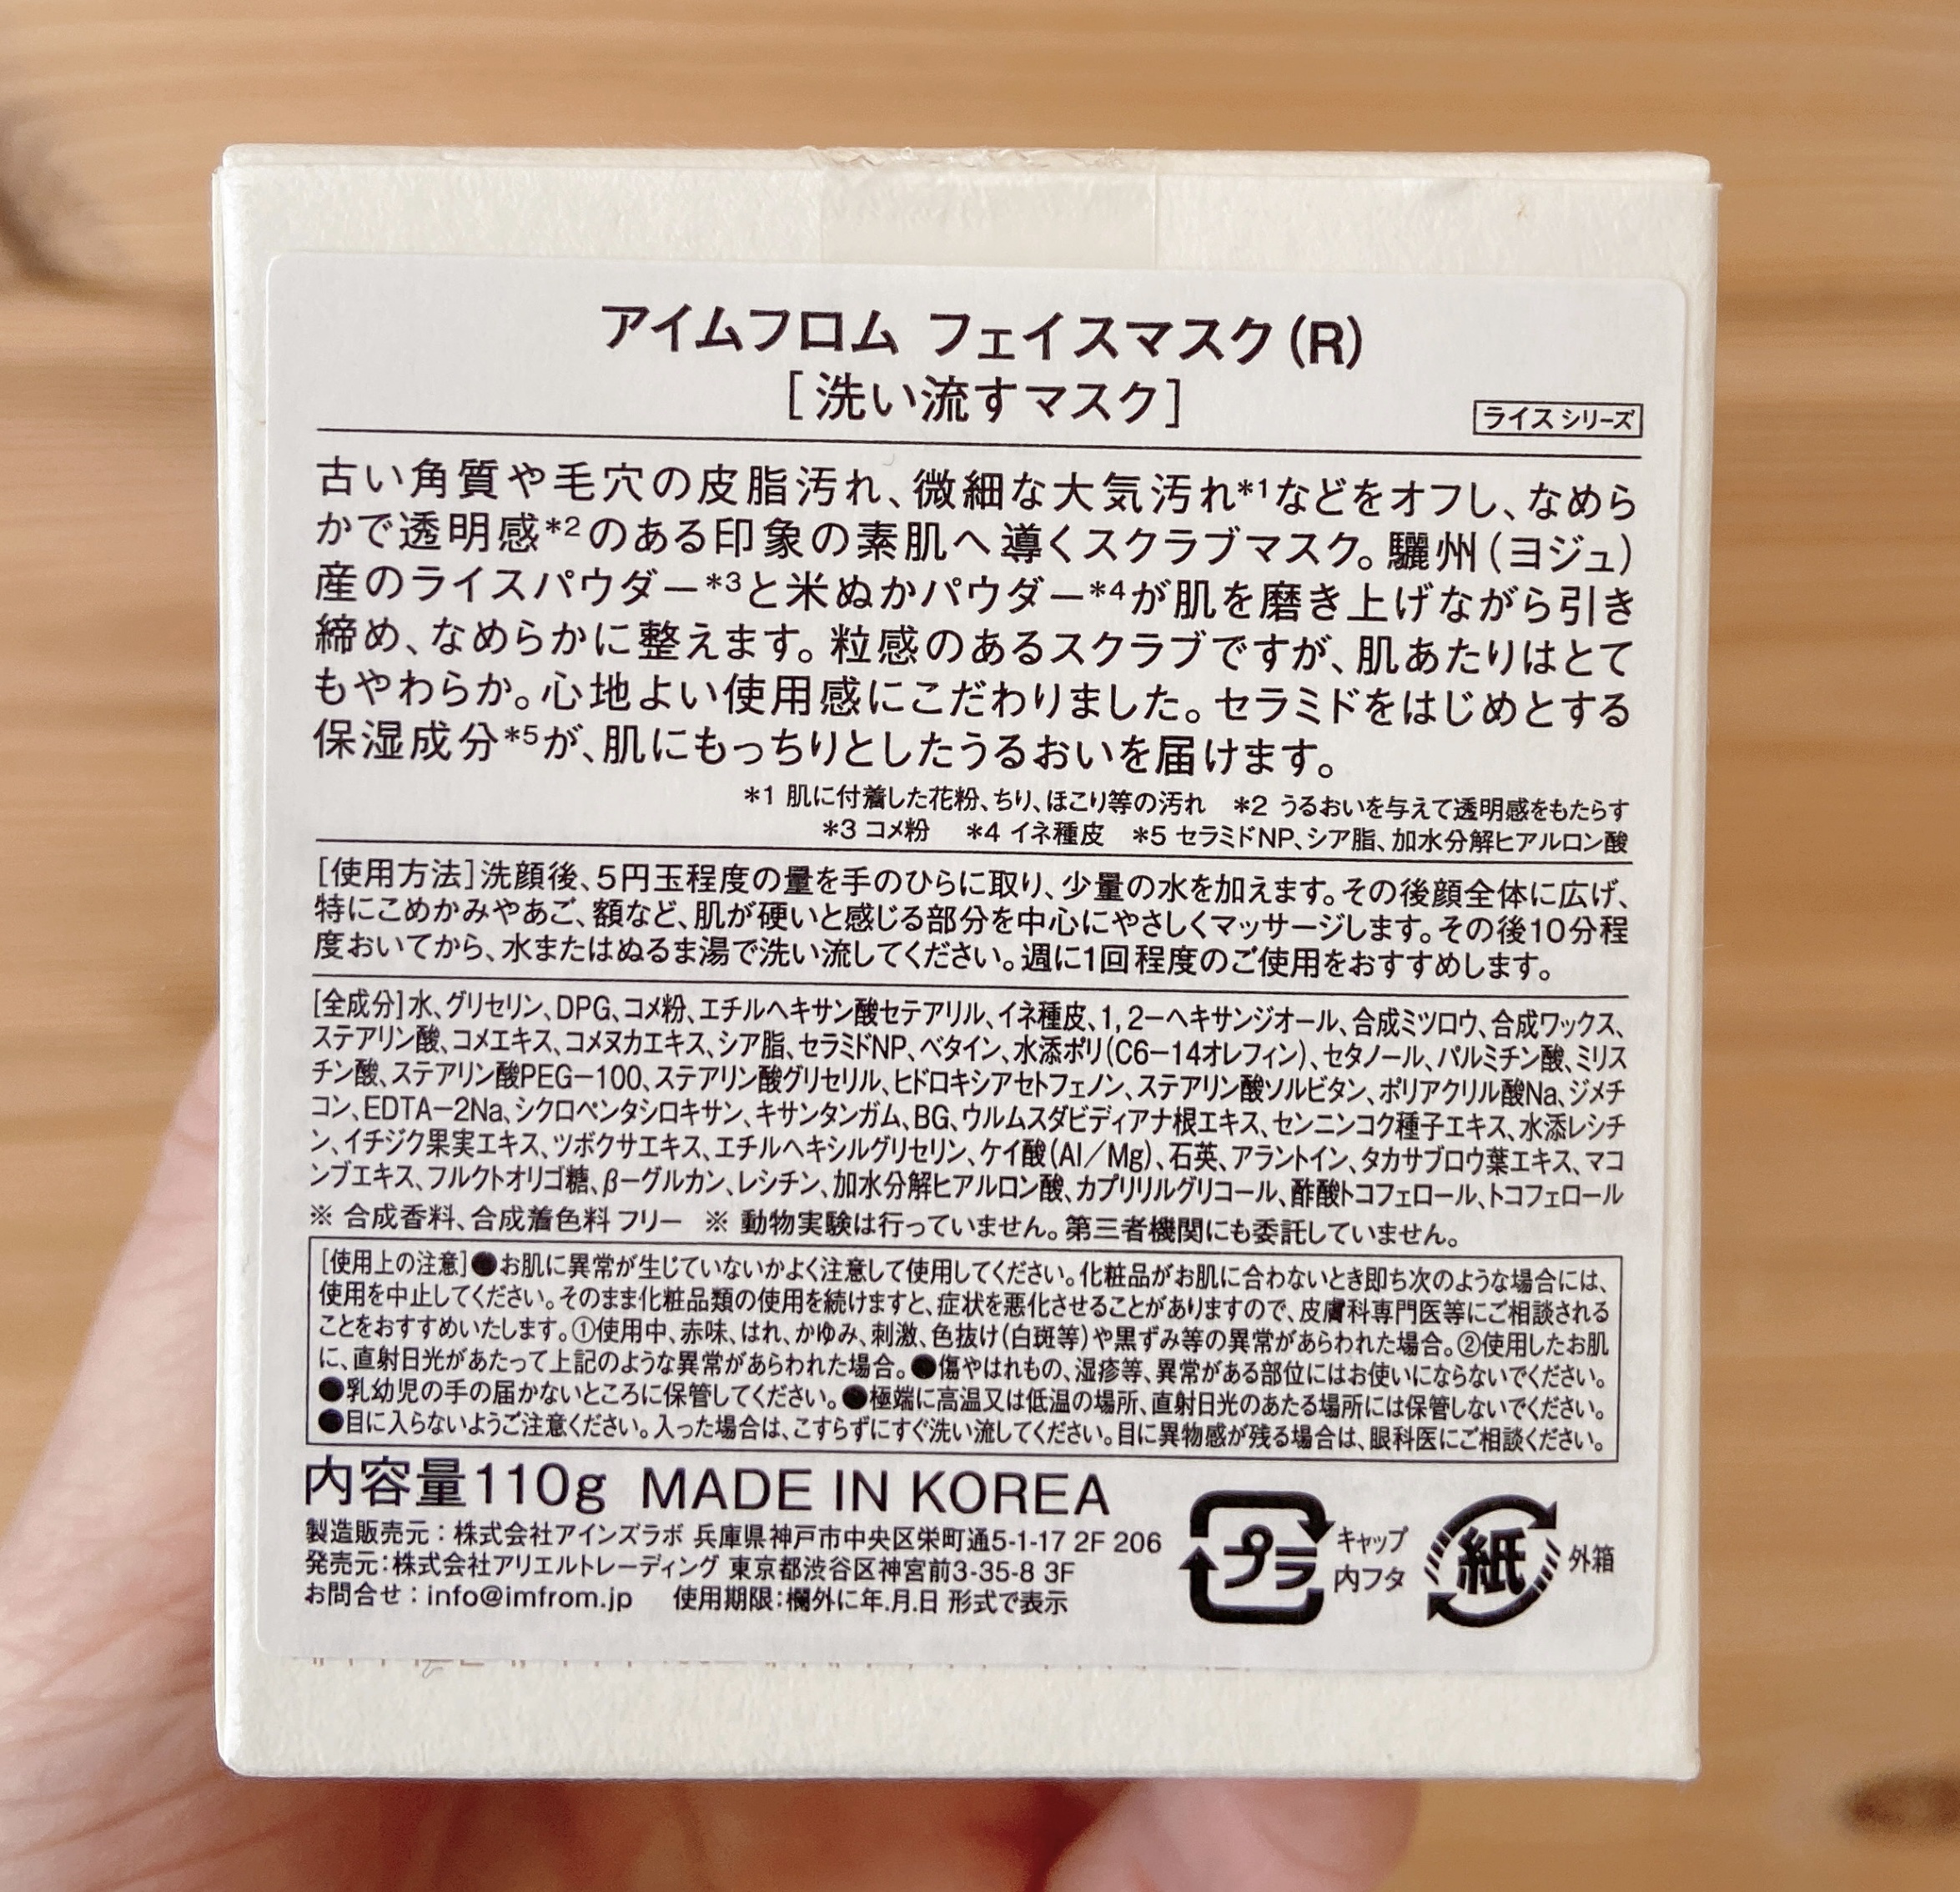 アイムフロム フェイスマスク(R)
[洗い流すマスク]
ライス シリーズ
古い角質や毛穴の皮脂汚れ、微細な大気汚れ*1などをオフし、なめら
かで透明感*2のある印象の素肌へ導くスクラブマスク。驪州(ヨジュ)
産のライスパウダー*3と米ぬかパウダー*4が肌を磨き上げながら引き
締め、なめらかに整えます。粒感のあるスクラブですが、肌あたりはとて
もやわらか。心地よい使用感にこだわりました。セラミドをはじめとする
保湿成分*5が、肌にもっちりとしたうるおいを届けます。
*1 肌に付着した花粉、ちり、ほこり等の汚れ *2 うるおいを与えて透明感をもたらす
*3 コメ粉 *4 イネ種皮 *5 セラミドNP、シア脂、加水分解ヒアルロン酸
[使用方法]洗顔後、5円玉程度の量を手のひらに取り、少量の水を加えます。その後顔全体に広げ、
特にこめかみやあご、額など、肌が硬いと感じる部分を中心にやさしくマッサージします。その後10分程
度おいてから、水またはぬるま湯で洗い流してください。週に1回程度のご使用をおすすめします。
[全成分]水、グリセリン、DPG、コメ粉、エチルヘキサン酸セテアリル、イネ種皮、1,2-ヘキサンジオール、合成ミツロウ、合成ワックス、
ステアリン酸、コメエキス、コメヌカエキス、シア脂、セラミドNP、ベタイン、水添ポリ(C6-14オレフィン)、セタノール、パルミチン酸、ミリス
チン酸、ステアリン酸PEG-100、ステアリン酸グリセリル、ヒドロキシアセトフェノン、ステアリン酸ソルビタン、ポリアクリル酸Na、ジメチ
コン、EDTA-2Na、シクロペンタシロキサン、キサンタンガム、BG、ウルムスダビディアナ根エキス、センニンコク種子エキス、水添レシチ
ン、イチジク果実エキス、ツボクサエキス、エチルヘキシルグリセリン、ケイ酸(Al/Mg)、石英、アラントイン、タカサブロウ葉エキス、マコ
ンブエキス、フルクトオリゴ糖、β-グルカン、レシチン、加水分解ヒアルロン酸、カプリリルグリコール、酢酸トコフェロール、トコフェロール
※ 合成香料、合成着色料 フリー ※ 動物実験は行っていません。第三者機関にも委託していません。
[使用上の注意]●お肌に異常が生じていないかよく注意して使用してください。化粧品がお肌に合わないとき即ち次のような場合には、
使用を中止してください。そのまま化粧品類の使用を続けますと、症状を悪化させることがありますので、皮膚科専門医等にご相談される
ことをおすすめいたします。①使用中、赤味、はれ、かゆみ、刺激、色抜け(白斑等)や黒ずみ等の異常があらわれた場合。②使用したお肌
に、直射日光があたって上記のような異常があらわれた場合。●傷やはれもの、湿疹等、異常がある部位にはお使いにならないでください。
●乳幼児の手の届かないところに保管してください。●極端に高温又は低温の場所、直射日光のあたる場所には保管しないでください。
●目に入らないようご注意ください。入った場合は、こすらずにすぐ洗い流してください。目に異物感が残る場合は、眼科医にご相談ください。
内容量110g MADE IN KOREA
製造販売元：株式会社アインズラボ 兵庫県神戸市中央区栄町通5-1-17 2F 206
発売元：株式会社アリエルトレーディング 東京都渋谷区神宮前3-35-8 3F
お問合せ：info@imfrom.jp 使用期限：欄外に年.月.日 形式で表示
プラ
キャップ
内フタ
紙
外箱